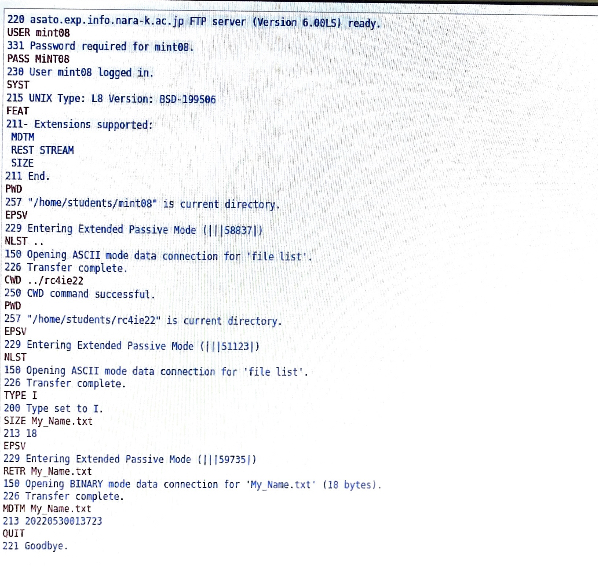 220 asato.exp.info.nara-k.ac.jp FTP server (Version 6.00LS) ready.
USER mint08
331 Password required for mint08.
PASS MiNT08
230 User mint08 logged in.
SYST
215 UNIX Type: L8 Version: BSD-199506
FEAT
211- Extensions supported:
MDTM
REST STREAM
SIZE
211 End.
PWD
257 "/home/students/mint08" is current directory.
EPSV
229 Entering Extended Passive Mode (|||58837|)
NLST ..
150 Opening ASCII mode data connection for 'file list'.
226 Transfer complete.
CWD ../rc4ie22
250 CWD command successful.
PWD
257 "/home/students/rc4ie22" is current directory.
EPSV
229 Entering Extended Passive Mode (|||51123|)
NLST
150 Opening ASCII mode data connection for 'file list'.
226 Transfer complete.
TYPE I
200 Type set to I.
SIZE My_Name.txt
213 18
EPSV
229 Entering Extended Passive Mode (|||59735|)
RETR My_Name.txt
150 Opening BINARY mode data connection for 'My_Name.txt' (18 bytes).
226 Transfer complete.
MDTM My_Name.txt
213 20220530013723
QUIT
221 Goodbye.